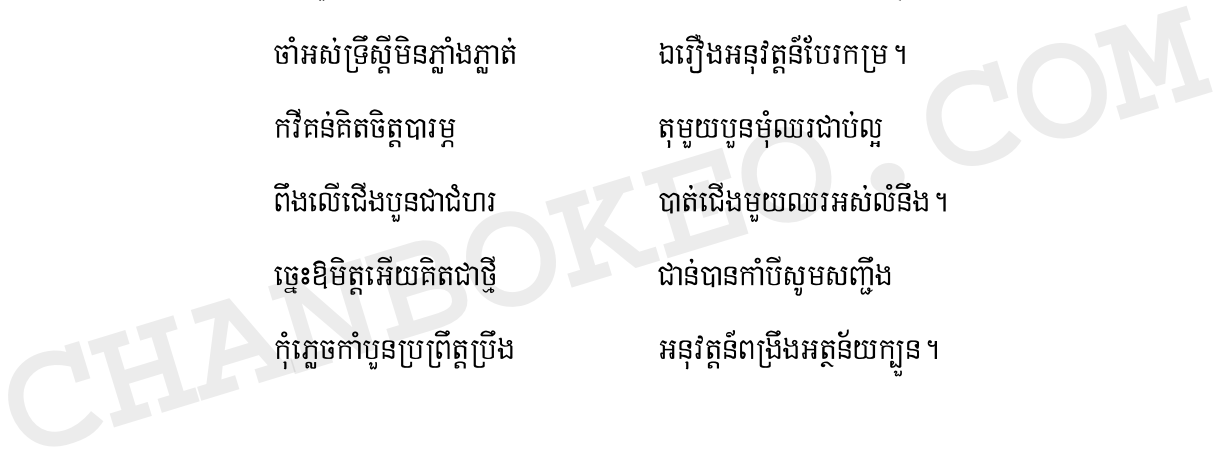 ចាំអស់ទ្រឹស្តីមិនភ្លាំងភ្លាត់ ឯរឿងអនុវត្តន៍បែរកម្រ ។
កវីគន់គិតចិត្តបារម្ភ តុមួយបួនមុំឈរជាប់ល្អ
ពឹងលើជើងបួនជាជំហរ បាត់ជើងមួយឈរអស់លំនឹង ។
ច្នេះឱមិត្តអើយគិតជាថ្មី ជាន់បានកាំបីសូមសញ្ជឹង
កុំភ្លេចកាំបួនប្រព្រឹត្តប្រឹង អនុវត្តន៍ពង្រឹងអត្ថន័យក្បួន ។
CHANBOKEO.COM